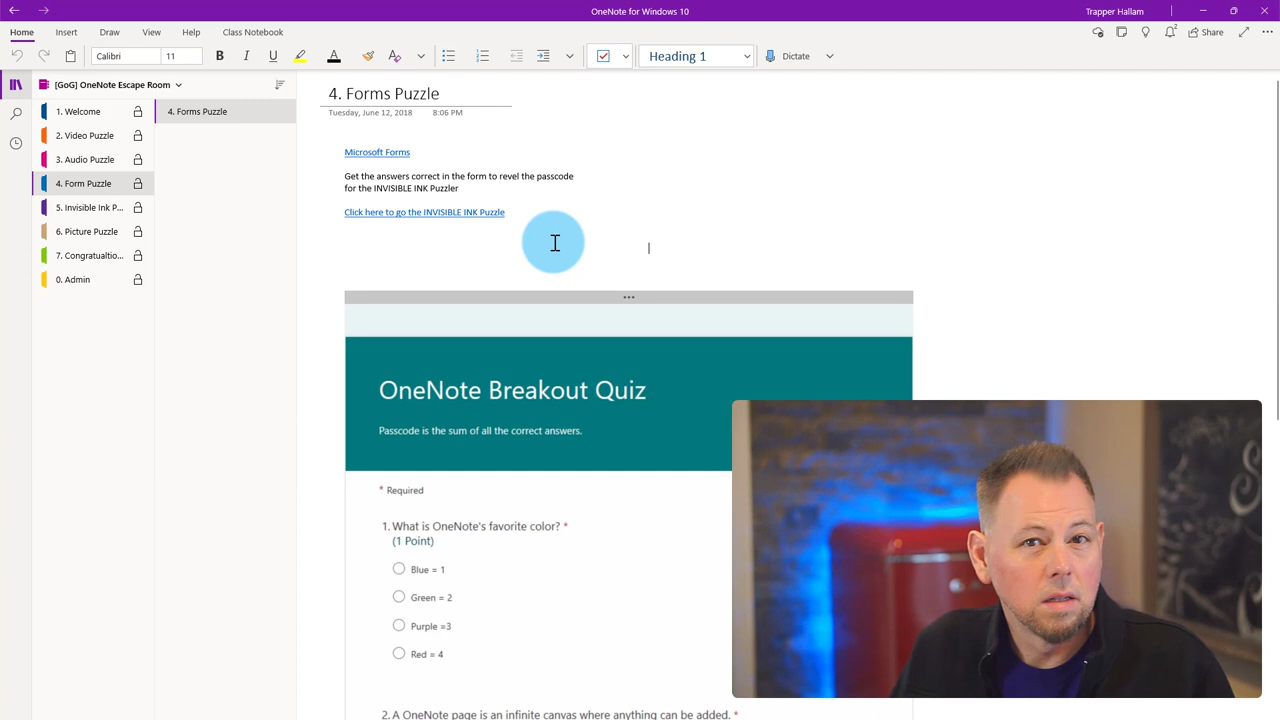 OneNote for Windows 10
Trapper Hallam
Home Insert Draw View Help Class Notebook
Share
Calibri 11 B I U A A Heading 1 Dictate
[GoG] OneNote Escape Room
4. Forms Puzzle
1. Welcome
2. Video Puzzle
3. Audio Puzzle
4. Form Puzzle
5. Invisible Ink P...
6. Picture Puzzle
7. Congratualtio...
0. Admin
4. Forms Puzzle
Tuesday, June 12, 2018 8:06 PM
Microsoft Forms
Get the answers correct in the form to revel the passcode
for the INVISIBLE INK Puzzler
Click here to go the INVISIBLE INK Puzzle
OneNote Breakout Quiz
Passcode is the sum of all the correct answers.
* Required
1. What is OneNote's favorite color? *
(1 Point)
Blue = 1
Green = 2
Purple =3
Red = 4
2. A OneNote page is an infinite canvas where anything can be added. *